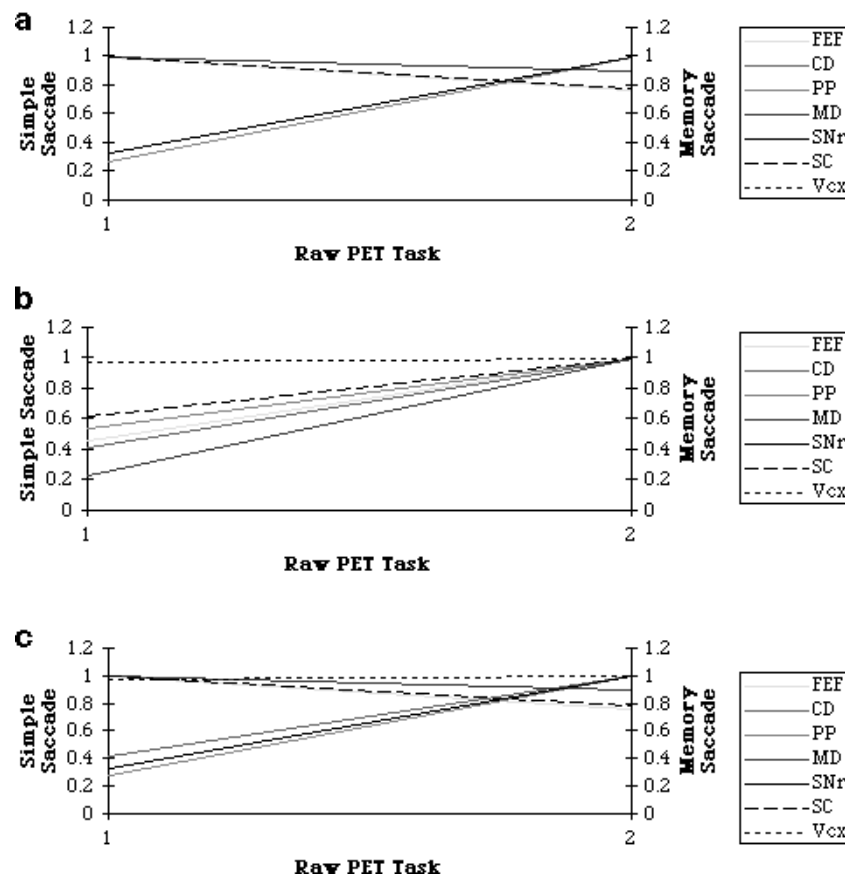 a
1.2
1
0.8
0.6
0.4
0.2
0
Simple
Saccade
1.2
1
0.8
0.6
0.4
0.2
0
Memory
Saccade
1
2
Raw PET Task
FEF
CD
PP
MD
SNr
SC
Vcx
b
1.2
1
0.8
0.6
0.4
0.2
0
Simple Saccade
1.2
1
0.8
0.6
0.4
0.2
0
Memory
Saccade
1
2
Raw PET Task
FEF
CD
PP
MD
SNr
SC
Vcx
c
1.2
1
0.8
0.6
0.4
0.2
0
Simple
Saccade
1.2
1
0.8
0.6
0.4
0.2
0
Memory
Saccade
1
2
Raw PET Task
FEF
CD
PP
MD
SNr
SC
Vcx